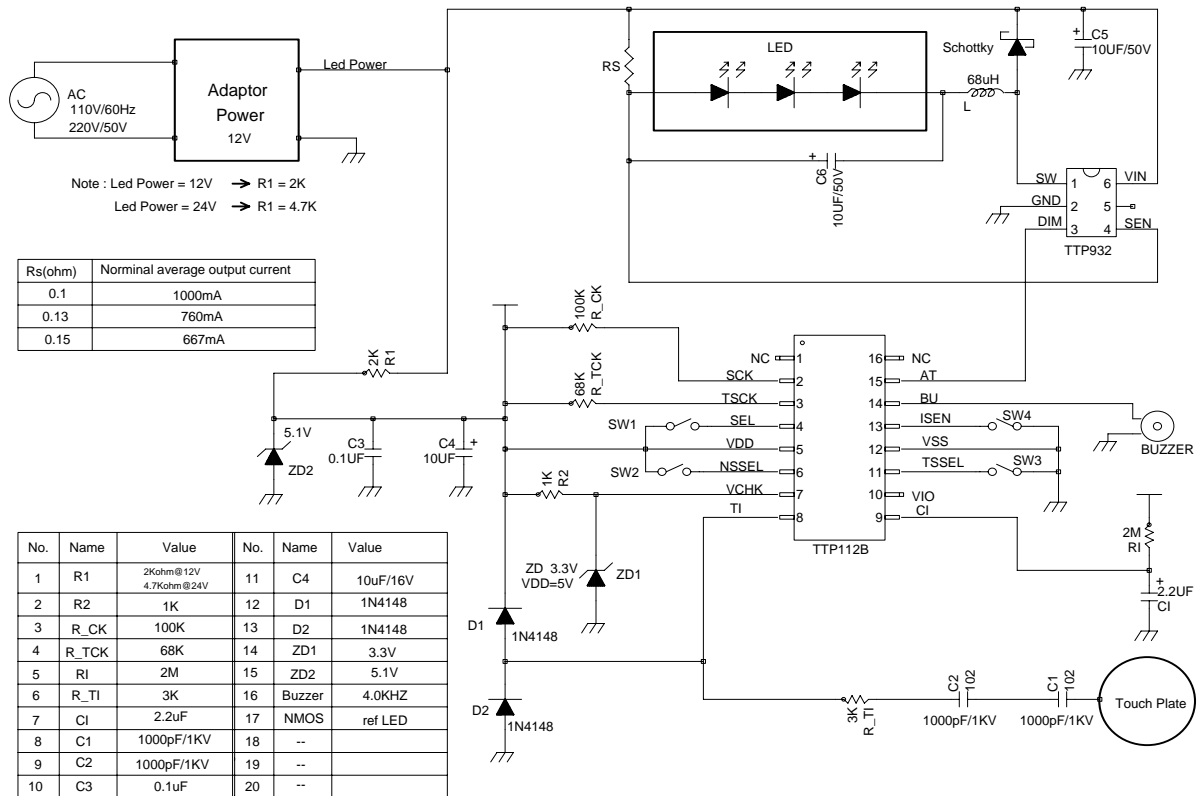 AC
110V/60Hz
220V/50V
Adaptor
Power
12V
Led Power
Note : Led Power = 12V → R1 = 2K
Led Power = 24V → R1 = 4.7K
RS
LED
Schottky
+ C5
10UF/50V
68uH
L
+
C6
10UF/50V
SW 1 6 VIN
GND 2 5
DIM 3 4 SEN
TTP932
Rs(ohm) Norminal average output current
0.1 1000mA
0.13 760mA
0.15 667mA
2K
R1
100K
R_CK
68K
R_TCK
5.1V
ZD2
C3
0.1UF
C4 +
10UF
NC 1 16 NC
SCK 2 15 AT
TSCK 3 14 BU
SW1 SEL 4 13 ISEN SW4
VDD 5 12 VSS
SW2 NSSEL 6 11 TSSEL SW3
VCHK 7 10 VIO
TI 8 9 CI
TTP112B
BUZZER
1K
R2
ZD 3.3V
VDD=5V
ZD1
2M
RI
+
2.2UF
CI
D1
1N4148
D2
1N4148
3K
R_TI
C2
102
1000pF/1KV
C1
102
1000pF/1KV
Touch Plate
No. Name Value No. Name Value
1 R1 2Kohm@12V 4.7Kohm@24V 11 C4 10uF/16V
2 R2 1K 12 D1 1N4148
3 R_CK 100K 13 D2 1N4148
4 R_TCK 68K 14 ZD1 3.3V
5 RI 2M 15 ZD2 5.1V
6 R_TI 3K 16 Buzzer 4.0KHZ
7 CI 2.2uF 17 NMOS ref LED
8 C1 1000pF/1KV 18 --
9 C2 1000pF/1KV 19 --
10 C3 0.1uF 20 --